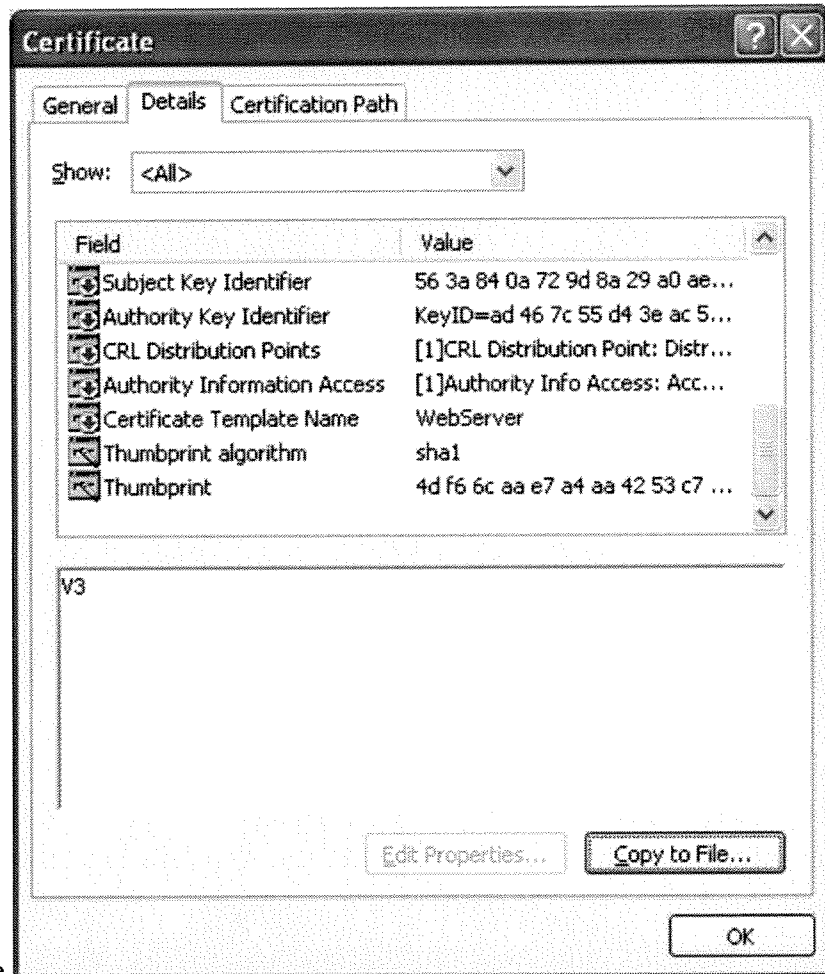 Certificate
General Details Certification Path
Show: <All>
Field Value
Subject Key Identifier 56 3a 84 0a 72 9d 8a 29 a0 ae...
Authority Key Identifier KeyID=ad 46 7c 55 d4 3e ac 5...
CRL Distribution Points [1]CRL Distribution Point: Distr...
Authority Information Access [1]Authority Info Access: Acc...
Certificate Template Name WebServer
Thumbprint algorithm sha1
Thumbprint 4d f6 6c aa e7 a4 aa 42 53 c7 ...
V3
Edit Properties... Copy to File...
OK